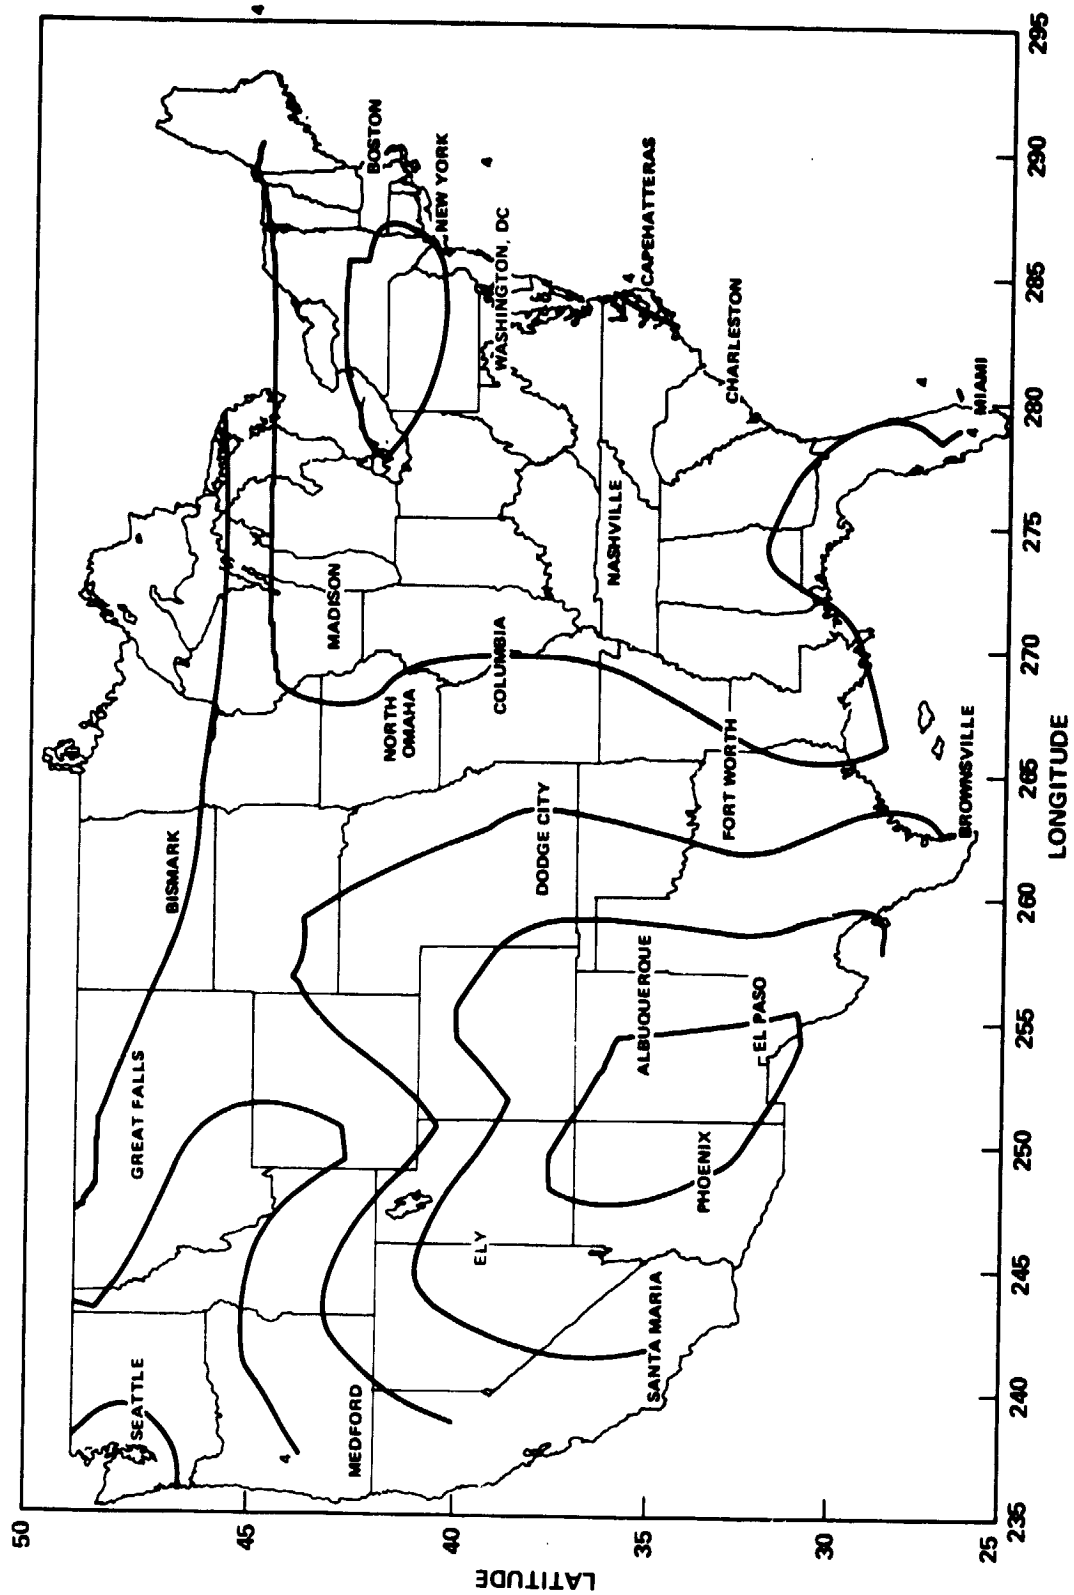 4
50
45
40
35
30
25
LATITUDE
235
240
245
250
255
260
265
270
275
280
285
290
295
LONGITUDE
SEATTLE
GREAT FALLS
BISMARK
MEDFORD
4
ELY
NORTH
OMAHA
MADISON
BOSTON
NEW YORK
4
WASHINGTON, DC
COLUMBIA
DODGE CITY
SANTA MARIA
PHOENIX
ALBUQUERQUE
EL PASO
FORT WORTH
NASHVILLE
CAPEHATTERAS
4
CHARLESTON
4
MIAMI
4
BROWNSVILLE